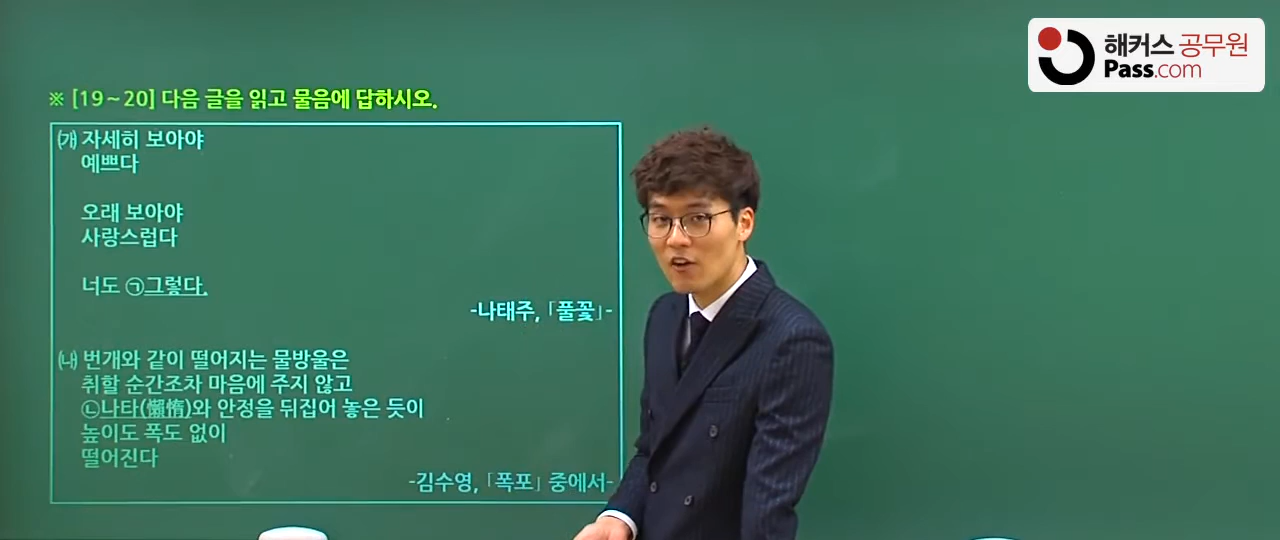 해커스 공무원
Pass.com
※ [19~20] 다음 글을 읽고 물음에 답하시오.
㈎ 자세히 보아야
예쁘다
오래 보아야
사랑스럽다
너도 ㉠그렇다.
-나태주, 「풀꽃」-
㈏ 번개와 같이 떨어지는 물방울은
취할 순간조차 마음에 주지 않고
㉡나타(懶惰)와 안정을 뒤집어 놓은 듯이
높이도 폭도 없이
떨어진다
-김수영, 「폭포」 중에서-